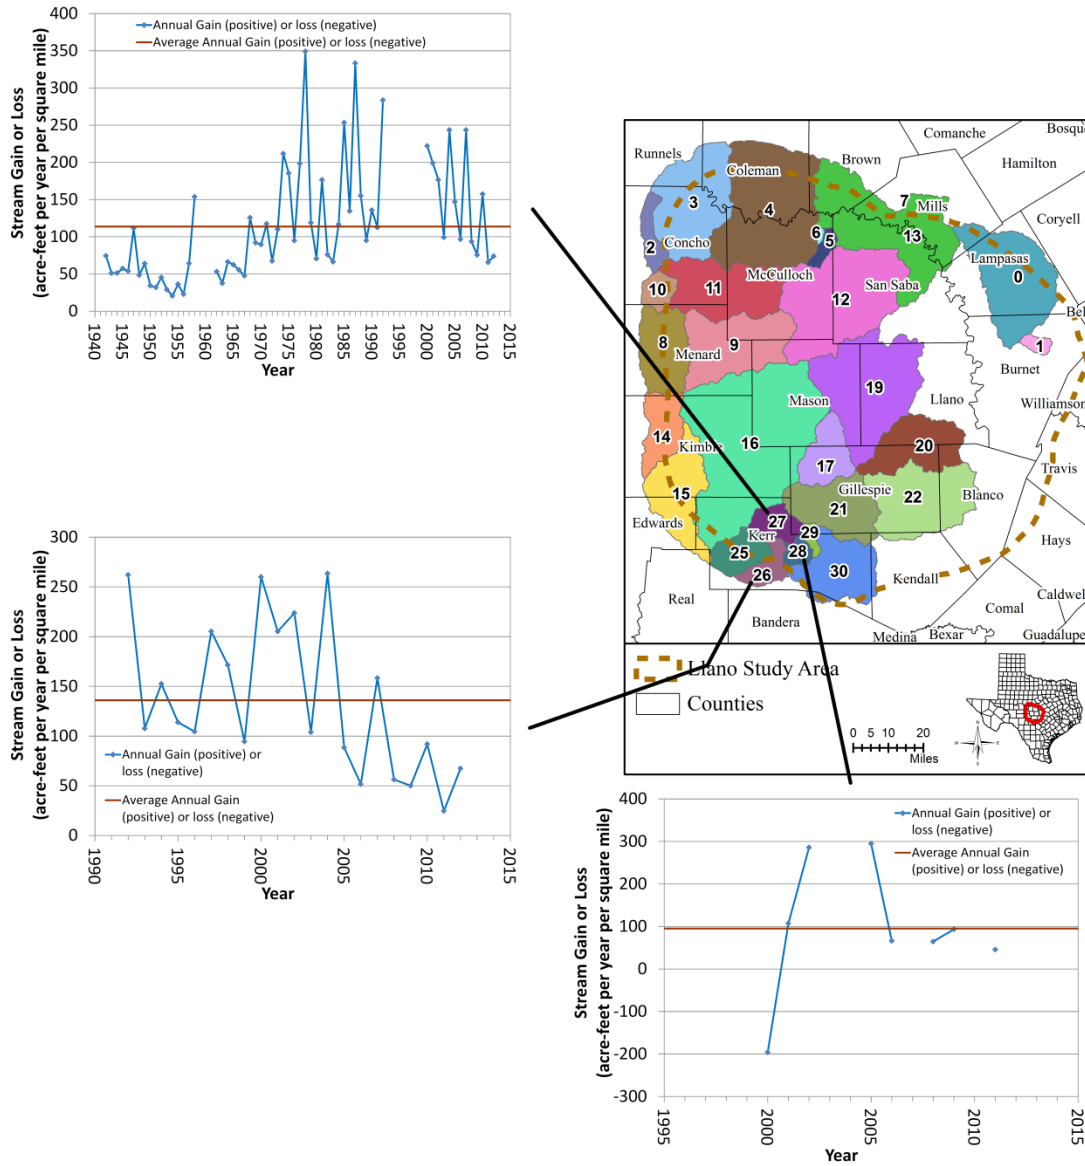 Stream Gain or Loss
(acre-feet per year per square mile)
400
350
300
250
200
150
100
50
0
Annual Gain (positive) or loss (negative)
Average Annual Gain (positive) or loss (negative)
1940
1945
1950
1955
1960
1965
1970
1975
1980
1985
1990
1995
2000
2005
2010
2015
Year
Runnels
Coleman
Brown
Comanche
Bosqu
Hamilton
Mills
Coryell
Concho
McCulloch
San Saba
Lampasas
Bel
Burnet
Menard
Mason
Llano
Williamson
Kimble
Gillespie
Blanco
Travis
Edwards
Kerr
Hays
Kendall
Real
Bandera
Comal
Caldwel
Medina
Bexar
Guadalupe
3
4
7
6
5
13
2
0
10
11
12
1
8
9
19
16
14
17
20
15
21
22
27
29
25
28
26
30
Llano Study Area
Counties
0 5 10 15 20
Miles
N
W
E
S
Stream Gain or Loss
(acre-feet per year per square mile)
300
250
200
150
100
50
0
Annual Gain (positive) or
loss (negative)
Average Annual Gain
(positive) or loss (negative)
1990
1995
2000
2005
2010
2015
Year
Stream Gain or Loss
(acre-feet per year per square mile)
400
300
200
100
0
-100
-200
-300
Annual Gain (positive) or
loss (negative)
Average Annual Gain
(positive) or loss (negative)
1995
2000
2005
2010
2015
Year